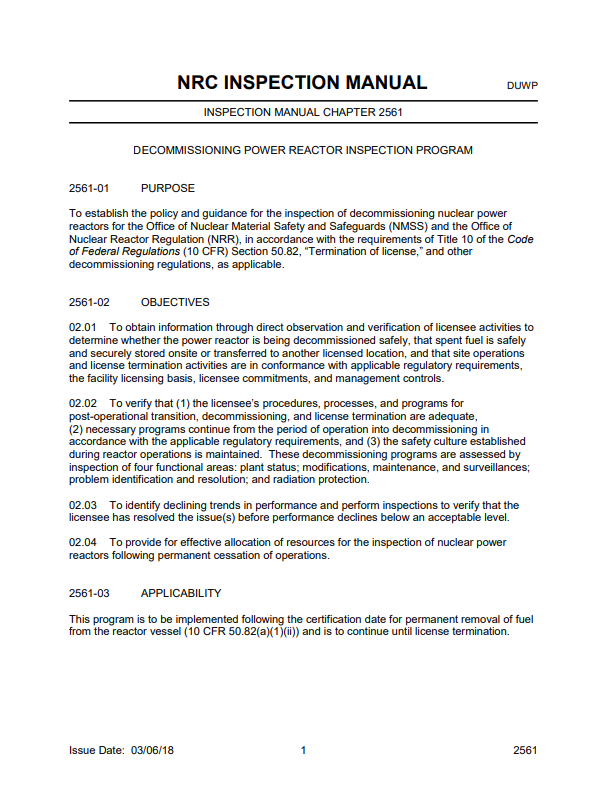 NRC INSPECTION MANUAL DUWP
INSPECTION MANUAL CHAPTER 2561
DECOMMISSIONING POWER REACTOR INSPECTION PROGRAM
2561-01 PURPOSE
To establish the policy and guidance for the inspection of decommissioning nuclear power
reactors for the Office of Nuclear Material Safety and Safeguards (NMSS) and the Office of
Nuclear Reactor Regulation (NRR), in accordance with the requirements of Title 10 of the Code
of Federal Regulations (10 CFR) Section 50.82, “Termination of license,” and other
decommissioning regulations, as applicable.
2561-02 OBJECTIVES
02.01 To obtain information through direct observation and verification of licensee activities to
determine whether the power reactor is being decommissioned safely, that spent fuel is safely
and securely stored onsite or transferred to another licensed location, and that site operations
and license termination activities are in conformance with applicable regulatory requirements,
the facility licensing basis, licensee commitments, and management controls.
02.02 To verify that (1) the licensee’s procedures, processes, and programs for
post-operational transition, decommissioning, and license termination are adequate,
(2) necessary programs continue from the period of operation into decommissioning in
accordance with the applicable regulatory requirements, and (3) the safety culture established
during reactor operations is maintained. These decommissioning programs are assessed by
inspection of four functional areas: plant status; modifications, maintenance, and surveillances;
problem identification and resolution; and radiation protection.
02.03 To identify declining trends in performance and perform inspections to verify that the
licensee has resolved the issue(s) before performance declines below an acceptable level.
02.04 To provide for effective allocation of resources for the inspection of nuclear power
reactors following permanent cessation of operations.
2561-03 APPLICABILITY
This program is to be implemented following the certification date for permanent removal of fuel
from the reactor vessel (10 CFR 50.82(a)(1)(ii)) and is to continue until license termination.
Issue Date: 03/06/18 1 2561